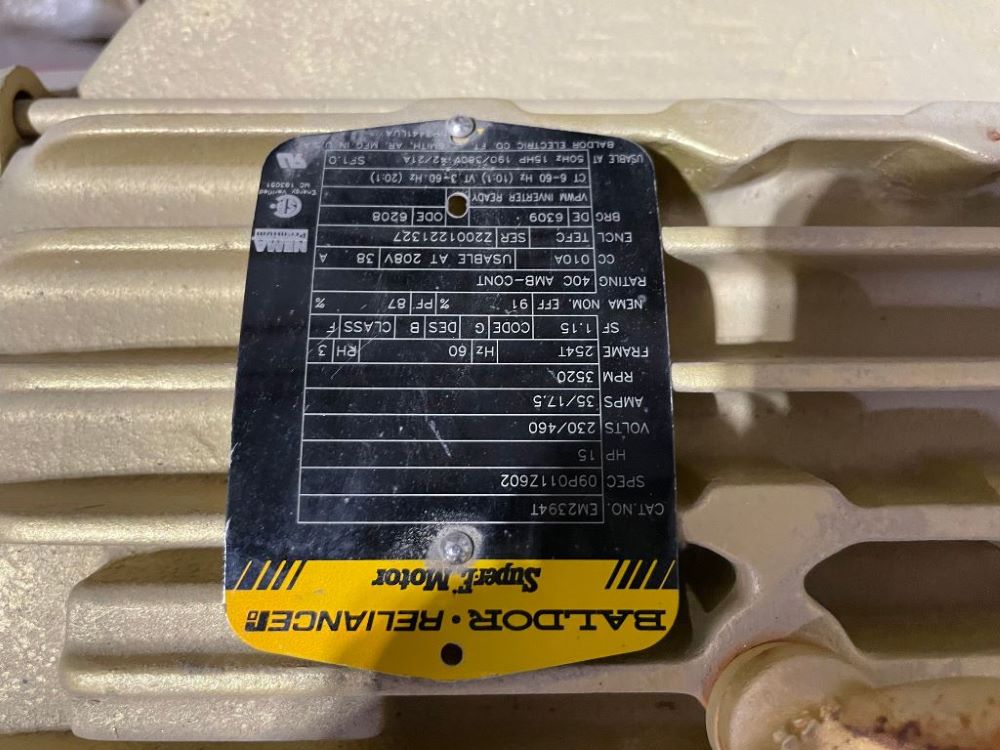 BALDOR • RELIANCE
SuperE Motor
CAT.NO. EM2394T
SPEC 09P011Z602
HP 15
VOLTS 230/460
AMPS 35/17.5
RPM 3520
FRAME 254T Hz 60 PH 3
SF 1.15 CODE G DES B CLASS F
NEMA NOM. EFF 91 % PF 87 %
RATING 40C AMB-CONT
CC 010A USABLE AT 208V 38 A
NEMA
Premium
ENCL TEFC SER Z2001221327
BRG DE 6309 ODE 6208
VPWM INVERTER READY
CT 6-60 Hz (10:1) VT 3-60 Hz (20:1)
Energy Verified
USABLE AT 50Hz 15HP 190/380V 42/21A SF1.0
BALDOR ELECTRIC CO. FT. SMITH, AR. MFG. IN U.S.A.